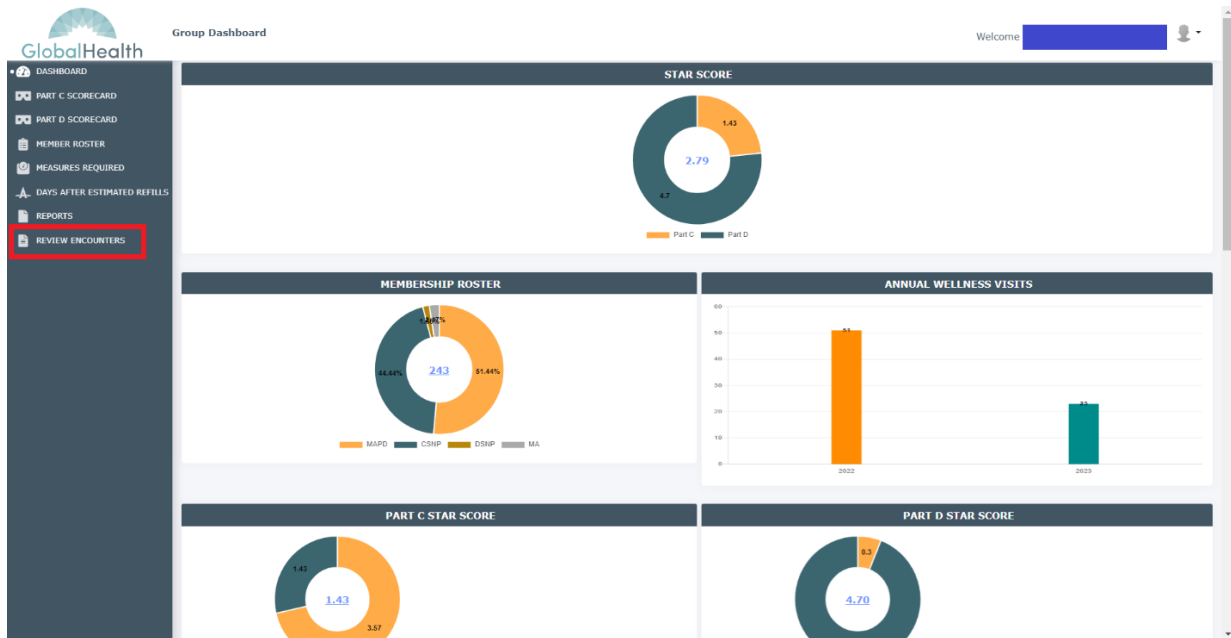 GlobalHealth
Group Dashboard
Welcome
DASHBOARD
PART C SCORECARD
PART D SCORECARD
MEMBER ROSTER
MEASURES REQUIRED
DAYS AFTER ESTIMATED REFILLS
REPORTS
REVIEW ENCOUNTERS
STAR SCORE
1.43
2.79
4.7
Part C Part D
MEMBERSHIP ROSTER
44.44%
243
51.44%
MAPD CSNP DSNP MA
ANNUAL WELLNESS VISITS
60
50
51
40
30
20
10
0
2022 2023
PART C STAR SCORE
1.43
1.43
3.57
PART D STAR SCORE
0.3
4.70